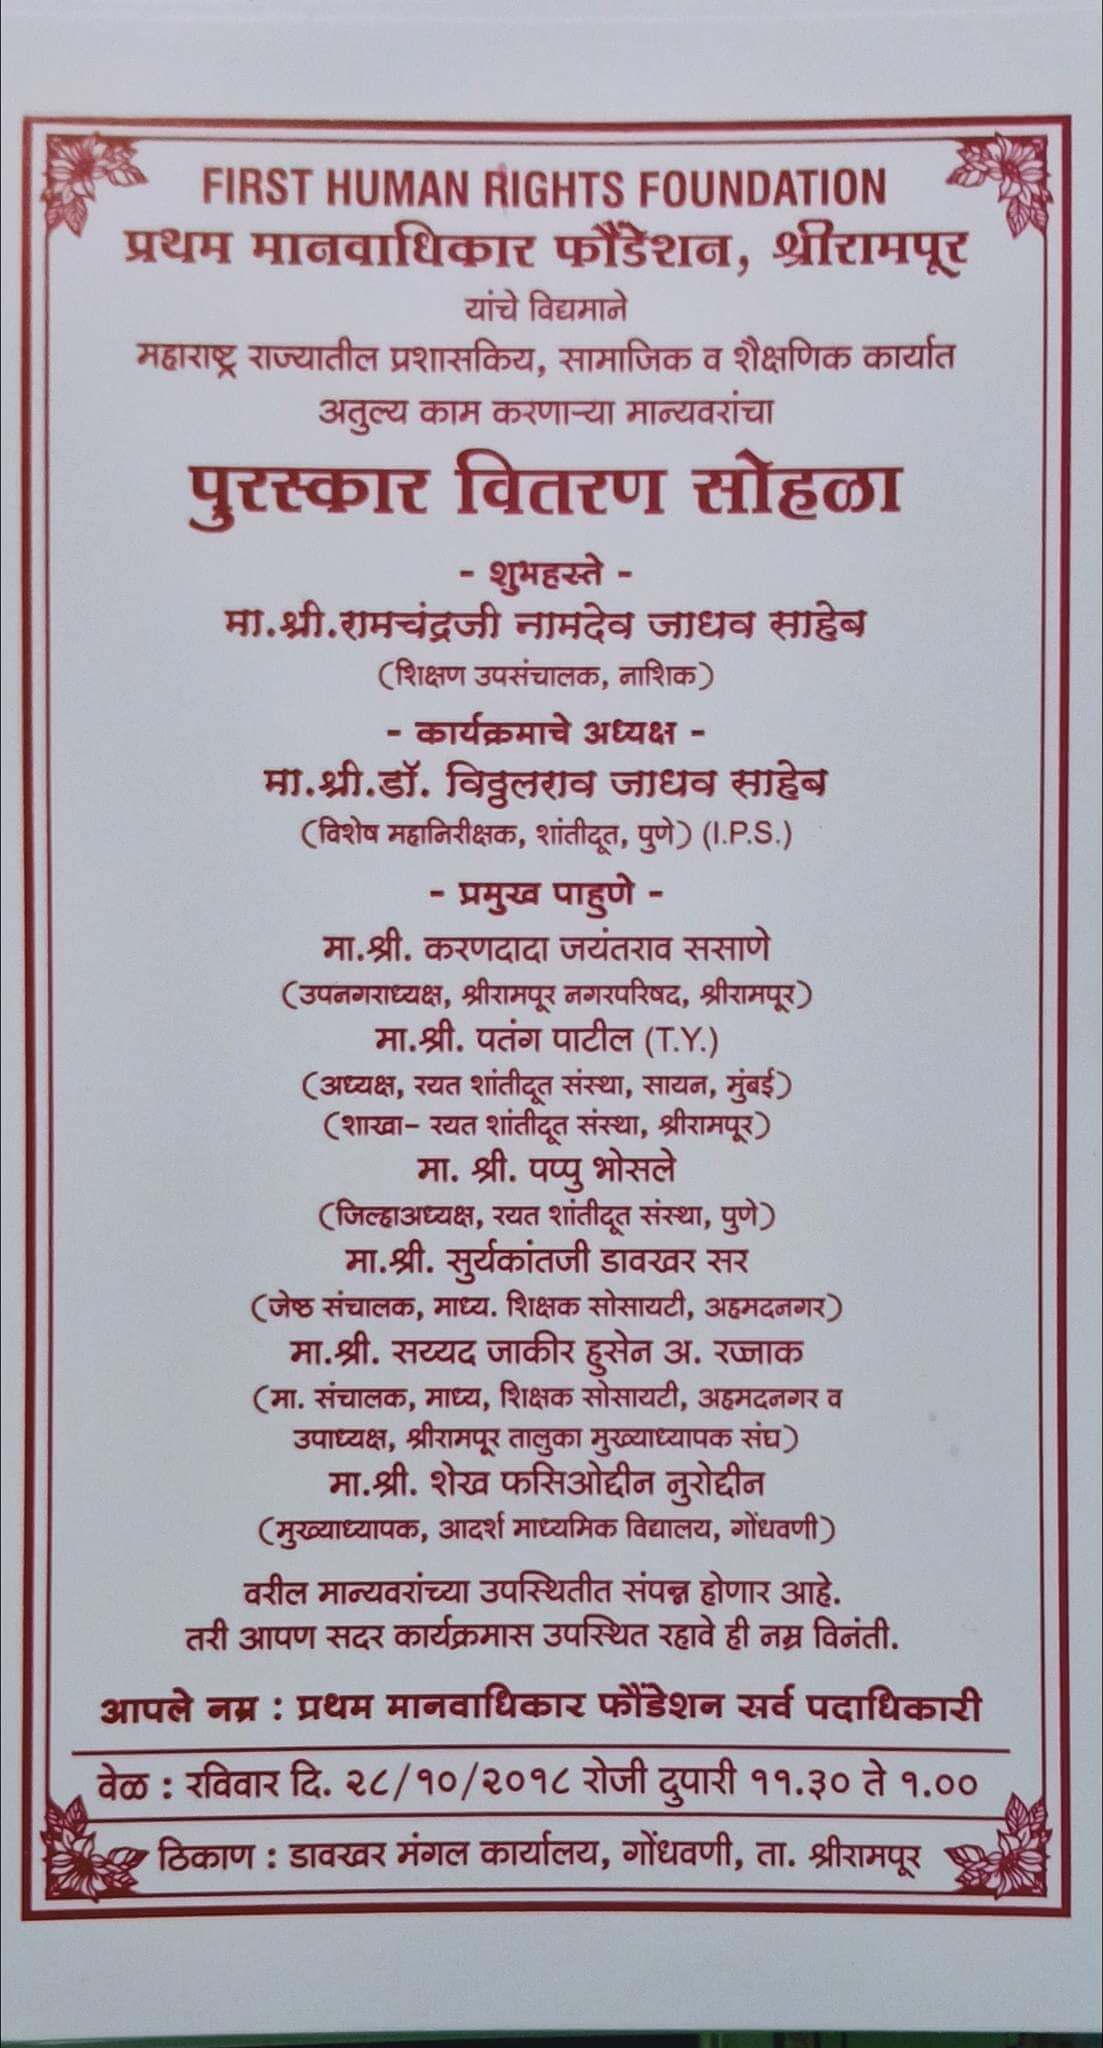 FIRST HUMAN RIGHTS FOUNDATION
प्रथम मानवाधिकार फौंडेशन, श्रीरामपूर
यांचे विद्यमाने
महाराष्ट्र राज्यातील प्रशासकिय, सामाजिक व शैक्षणिक कार्यात
अतुल्य काम करणाऱ्या मान्यवरांचा
पुरस्कार वितरण सोहळा
- शुभहस्ते -
मा.श्री.रामचंद्रजी नामदेव जाधव साहेब
(शिक्षण उपसंचालक, नाशिक)
- कार्यक्रमाचे अध्यक्ष -
मा.श्री.डॉ. विठ्ठलराव जाधव साहेब
(विशेष महानिरीक्षक, शांतीदूत, पुणे) (I.P.S.)
- प्रमुख पाहुणे -
मा.श्री. करणदादा जयंतराव ससाणे
(उपनगराध्यक्ष, श्रीरामपूर नगरपरिषद, श्रीरामपूर)
मा.श्री. पतंग पाटील (T.Y.)
(अध्यक्ष, रयत शांतीदूत संस्था, सायन, मुंबई)
(शाखा- रयत शांतीदूत संस्था, श्रीरामपूर)
मा. श्री. पप्पु भोसले
(जिल्हाअध्यक्ष, रयत शांतीदूत संस्था, पुणे)
मा.श्री. सुर्यकांतजी डावखर सर
(जेष्ठ संचालक, माध्य. शिक्षक सोसायटी, अहमदनगर)
मा.श्री. सय्यद जाकीर हुसेन अ. रज्जाक
(मा. संचालक, माध्य, शिक्षक सोसायटी, अहमदनगर व
उपाध्यक्ष, श्रीरामपूर तालुका मुख्याध्यापक संघ)
मा.श्री. शेख फसिओद्दीन नुरोद्दीन
(मुख्याध्यापक, आदर्श माध्यमिक विद्यालय, गोंधवणी)
वरील मान्यवरांच्या उपस्थितीत संपन्न होणार आहे.
तरी आपण सदर कार्यक्रमास उपस्थित रहावे ही नम्र विनंती.
आपले नम्र : प्रथम मानवाधिकार फौंडेशन सर्व पदाधिकारी
वेळ : रविवार दि. २८/१०/२०१८ रोजी दुपारी ११.३० ते १.००
ठिकाण : डावखर मंगल कार्यालय, गोंधवणी, ता. श्रीरामपूर